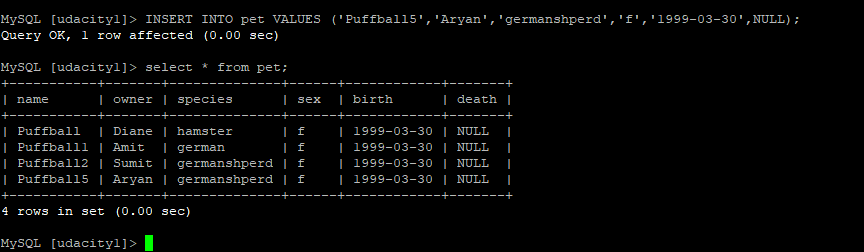 MySQL [udacity1]> INSERT INTO pet VALUES ('Puffball5','Aryan','germanshperd','f','1999-03-30',NULL);
Query OK, 1 row affected (0.00 sec)
MySQL [udacity1]> select * from pet;
+-----------+-------+--------------+------+------------+-------+
| name      | owner | species      | sex  | birth      | death |
+-----------+-------+--------------+------+------------+-------+
| Puffball  | Diane | hamster      | f    | 1999-03-30 | NULL  |
| Puffball1 | Amit  | german       | f    | 1999-03-30 | NULL  |
| Puffball2 | Sumit | germanshperd | f    | 1999-03-30 | NULL  |
| Puffball5 | Aryan | germanshperd | f    | 1999-03-30 | NULL  |
+-----------+-------+--------------+------+------------+-------+
4 rows in set (0.00 sec)
MySQL [udacity1]>